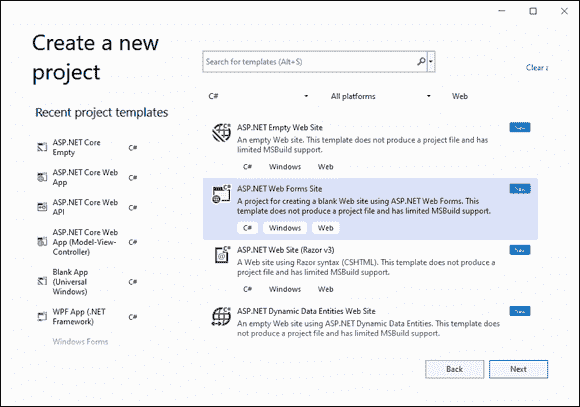 Create a new
project
Search for templates (Alt+S)
Clear a
Recent project templates
C#
All platforms
Web
ASP.NET Core
Empty
C#
ASP.NET Core Web
App
C#
ASP.NET Core Web
API
C#
ASP.NET Core Web
App (Model-View-
Controller)
C#
Blank App
(Universal
Windows)
C#
WPF App (.NET
Framework)
C#
Windows Forms
ASP.NET Empty Web Site
New
An empty Web site. This template does not produce a project file and has
limited MSBuild support.
C# Windows Web
ASP.NET Web Forms Site
New
A project for creating a blank Web site using ASP.NET Web Forms. This
template does not produce a project file and has limited MSBuild support.
C# Windows Web
ASP.NET Web Site (Razor v3)
New
A Web site using Razor syntax (CSHTML). This template does not produce a
project file and has limited MSBuild support.
C# Windows Web
ASP.NET Dynamic Data Entities Web Site
New
An empty Web site using ASP.NET Dynamic Data Entities. This template does
not produce a project file and has limited MSBuild support.
Back
Next